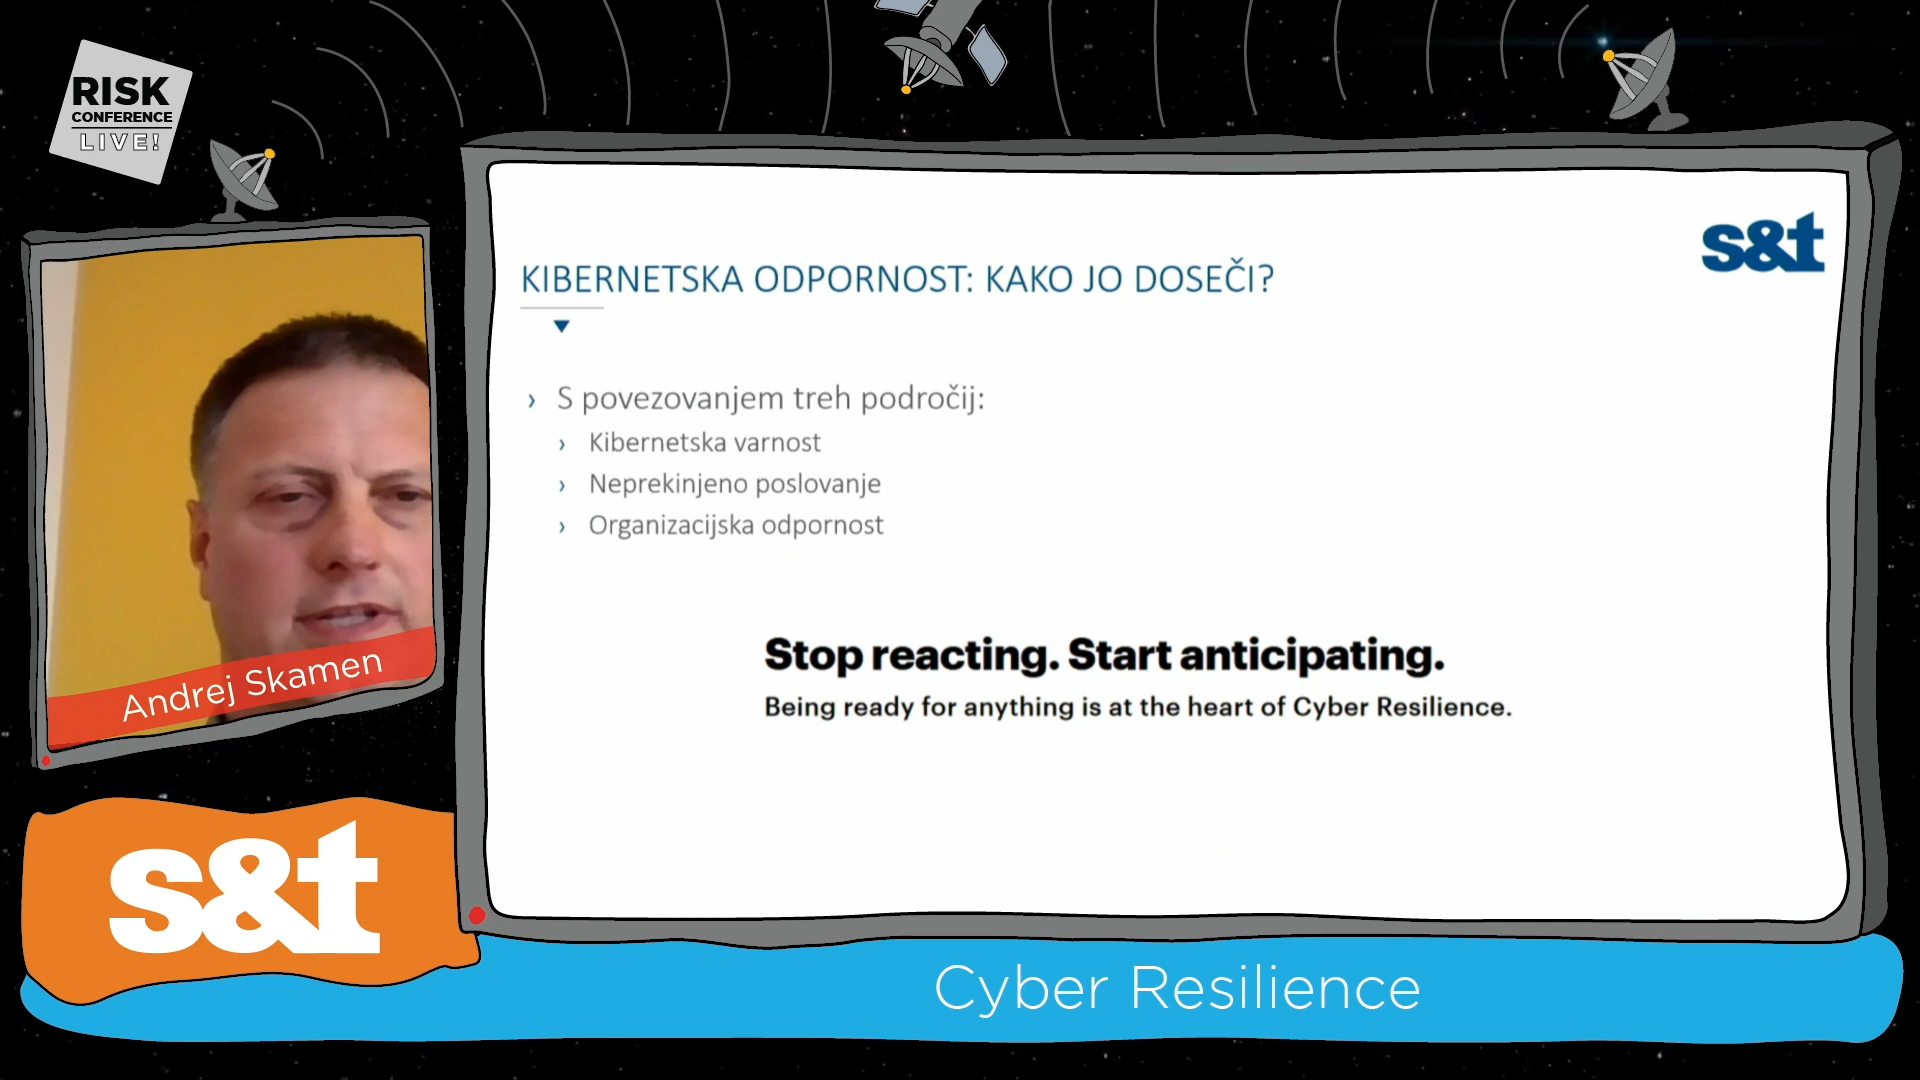 RISK
CONFERENCE
LIVE!
s&t
KIBERNETSKA ODPORNOST: KAKO JO DOSEČI?
› S povezovanjem treh področij:
› Kibernetska varnost
› Neprekinjeno poslovanje
› Organizacijska odpornost
Stop reacting. Start anticipating.
Being ready for anything is at the heart of Cyber Resilience.
Andrej Skamen
s&t
Cyber Resilience